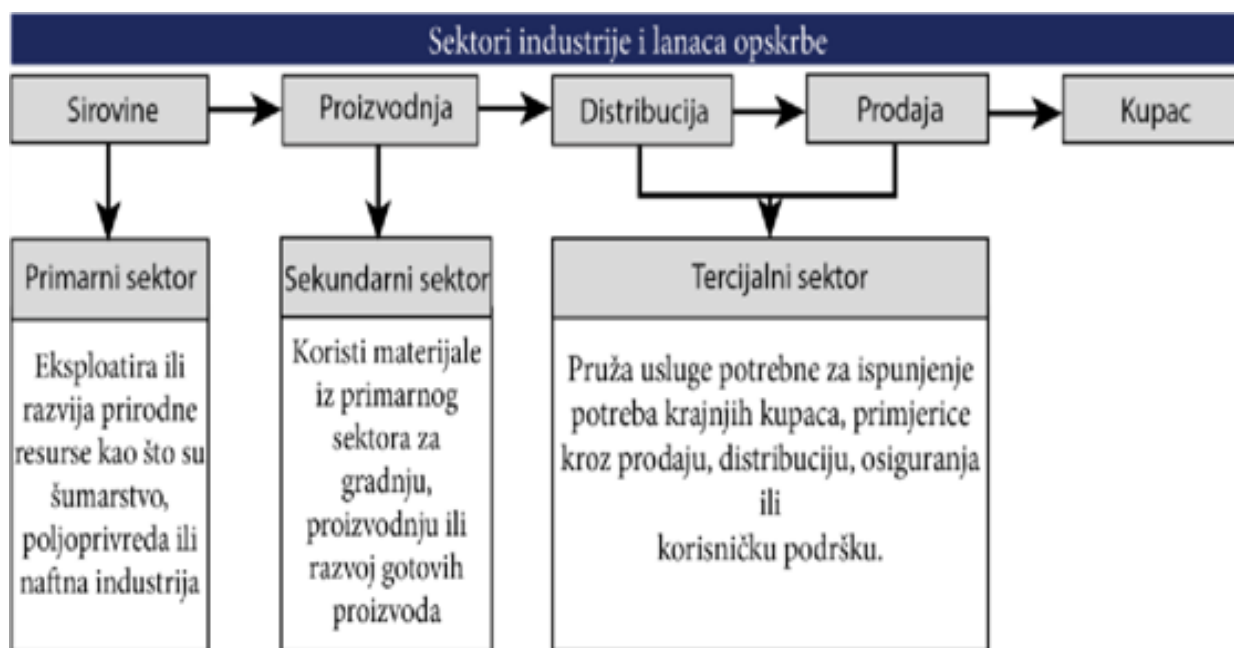 Sektori industrije i lanaca opskrbe
Sirovine
Proizvodnja
Distribucija
Prodaja
Kupac
Primarni sektor
Eksploatira ili
razvija prirodne
resurse kao što su
šumarstvo,
poljoprivreda ili
naftna industrija
Sekundarni sektor
Koristi materijale
iz primarnog
sektora za
gradnju,
proizvodnju ili
razvoj gotovih
proizvoda
Tercijalni sektor
Pruža usluge potrebne za ispunjenje
potreba krajnjih kupaca, primjerice
kroz prodaju, distribuciju, osiguranja
ili
korisničku podršku.